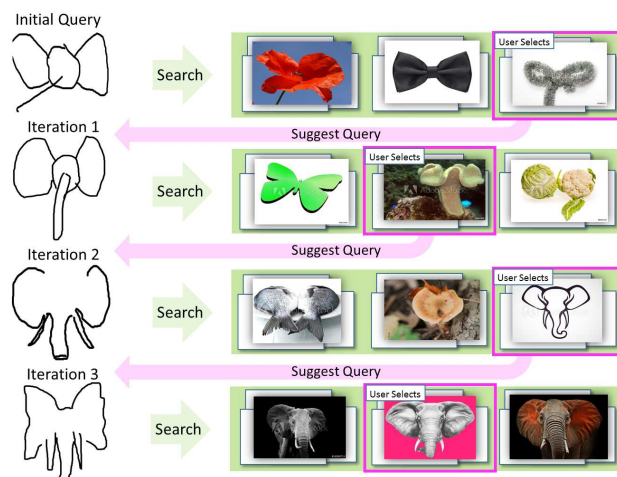 Initial Query
Search
User Selects
Suggest Query
Iteration 1
Search
User Selects
Suggest Query
Iteration 2
Search
User Selects
Suggest Query
Iteration 3
Search
User Selects